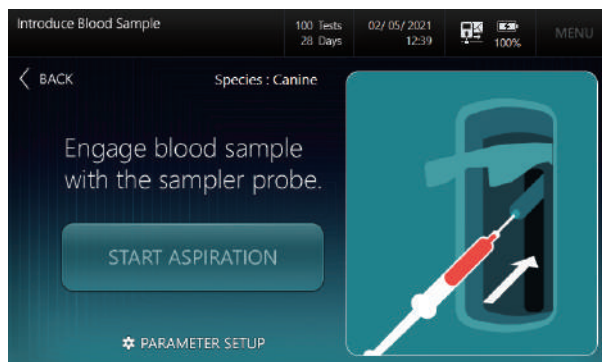 Introduce Blood Sample
100 Tests
28 Days
02/05/2021
12:39
100%
MENU
BACK
Species : Canine
Engage blood sample
with the sampler probe.
START ASPIRATION
PARAMETER SETUP